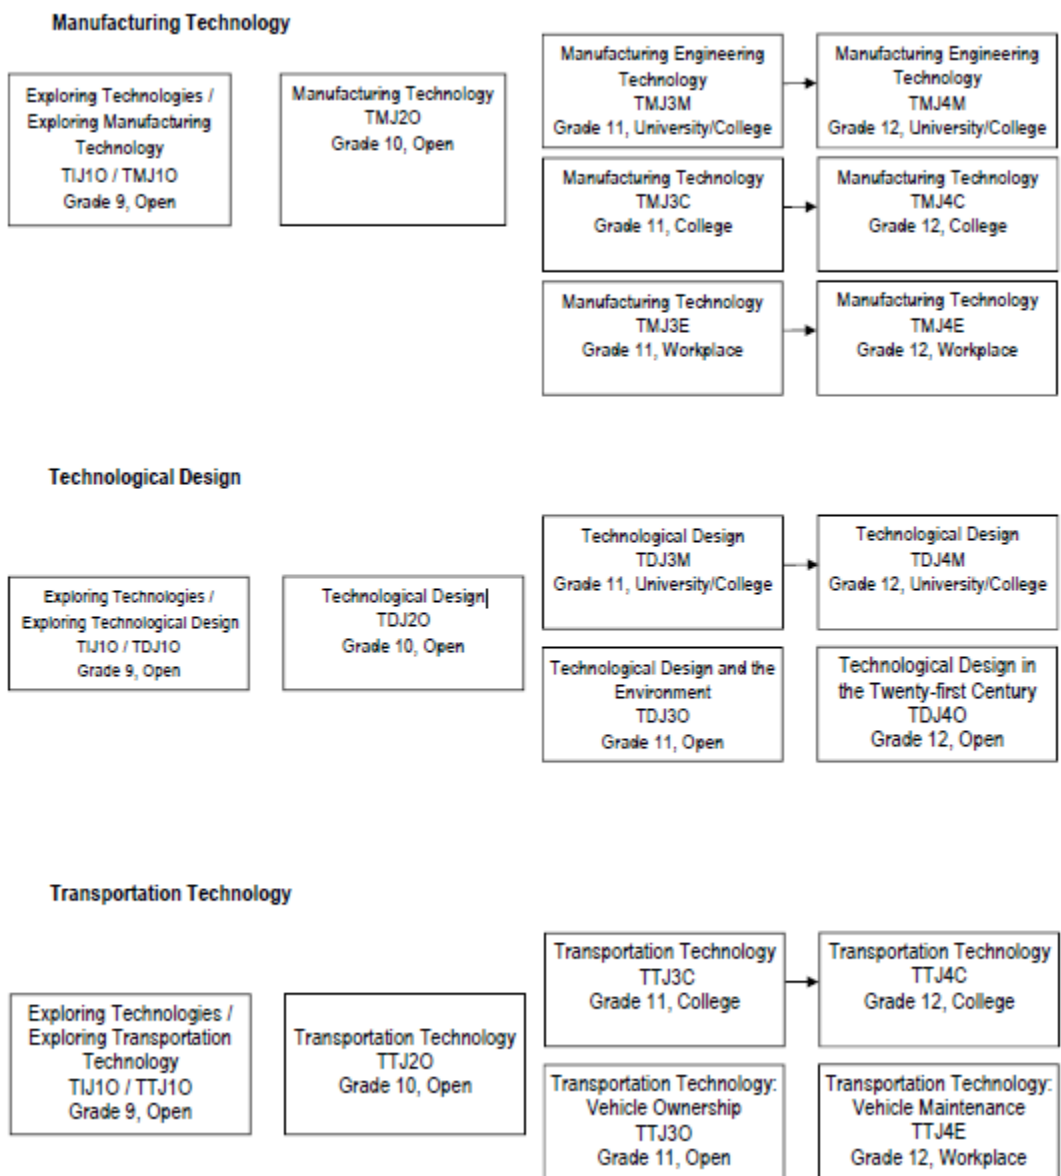 Manufacturing Technology
Exploring Technologies /
Exploring Manufacturing
Technology
TIJ1O / TMJ1O
Grade 9, Open
Manufacturing Technology
TMJ2O
Grade 10, Open
Manufacturing Engineering
Technology
TMJ3M
Grade 11, University/College
Manufacturing Engineering
Technology
TMJ4M
Grade 12, University/College
Manufacturing Technology
TMJ3C
Grade 11, College
Manufacturing Technology
TMJ4C
Grade 12, College
Manufacturing Technology
TMJ3E
Grade 11, Workplace
Manufacturing Technology
TMJ4E
Grade 12, Workplace
Technological Design
Exploring Technologies /
Exploring Technological Design
TIJ1O / TDJ1O
Grade 9, Open
Technological Design
TDJ2O
Grade 10, Open
Technological Design
TDJ3M
Grade 11, University/College
Technological Design
TDJ4M
Grade 12, University/College
Technological Design and the
Environment
TDJ3O
Grade 11, Open
Technological Design in
the Twenty-first Century
TDJ4O
Grade 12, Open
Transportation Technology
Exploring Technologies /
Exploring Transportation
Technology
TIJ1O / TTJ1O
Grade 9, Open
Transportation Technology
TTJ2O
Grade 10, Open
Transportation Technology
TTJ3C
Grade 11, College
Transportation Technology
TTJ4C
Grade 12, College
Transportation Technology:
Vehicle Ownership
TTJ3O
Grade 11, Open
Transportation Technology:
Vehicle Maintenance
TTJ4E
Grade 12, Workplace